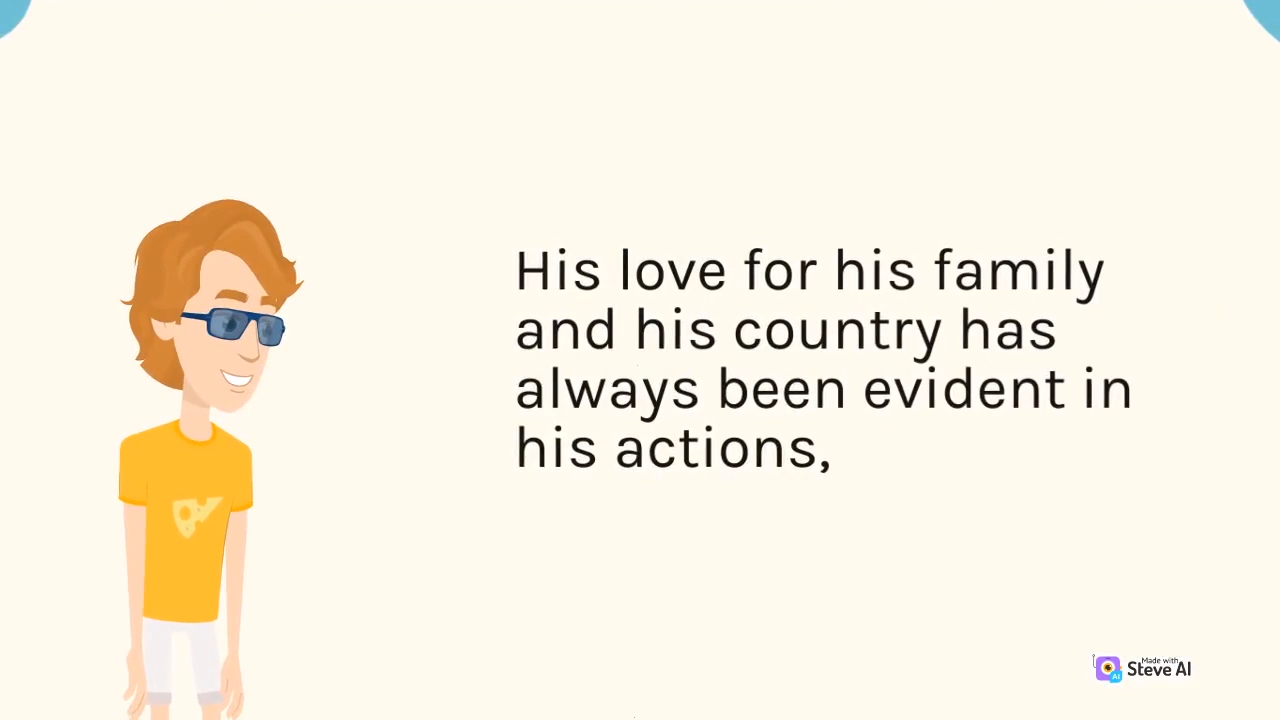 His love for his family
and his country has
always been evident in
his actions,
Made with
Steve AI
AI